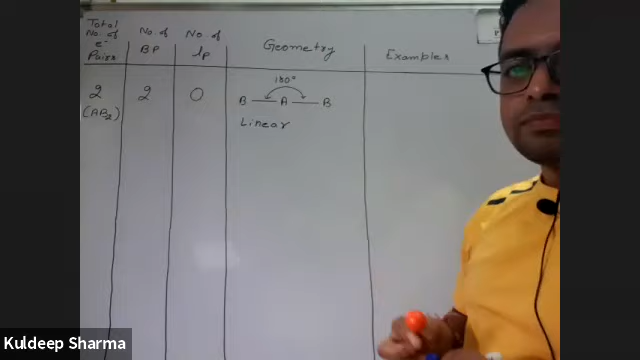 Total No. of e⁻ Pairs | No. of BP | No. of lp | Geometry | Examples
2 (AB₂) | 2 | 0 | 180° B — A — B Linear
Kuldeep Sharma